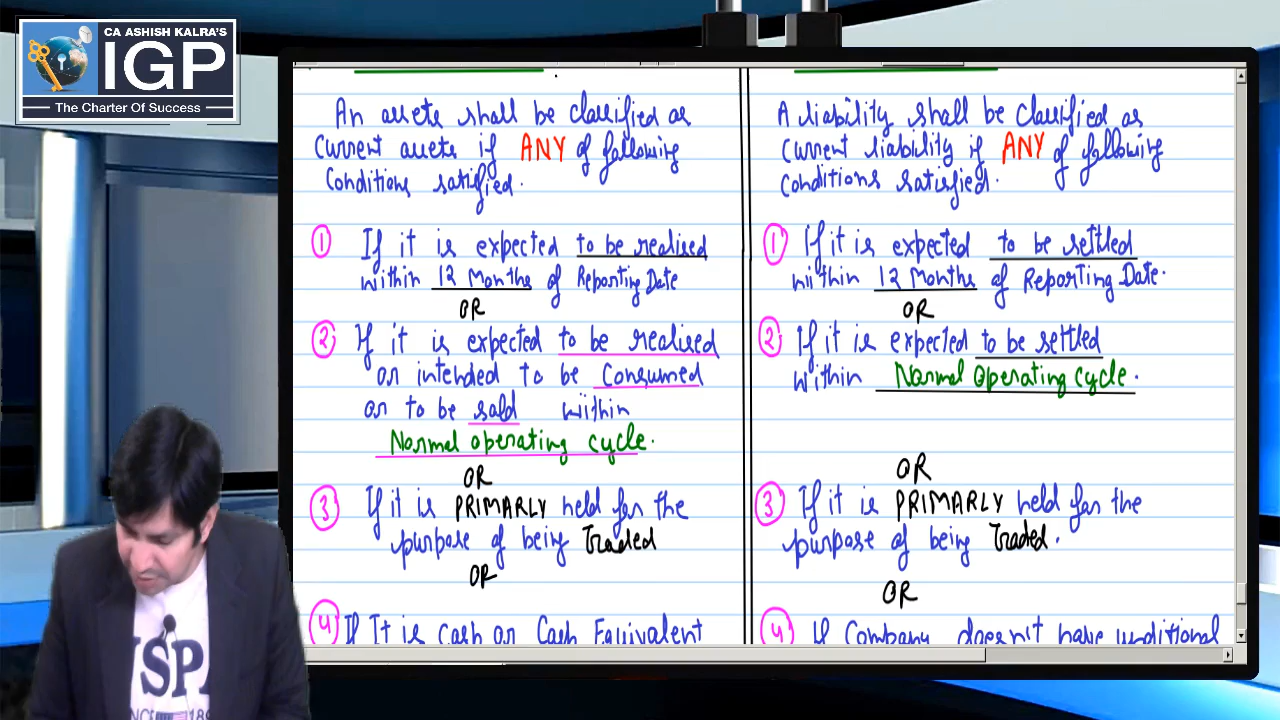 CA ASHISH KALRA'S
IGP
The Charter Of Success
An assets shall be classified as
current assets if ANY of following
Conditions satisfied.
① If it is expected to be realised
within 12 Months of Reporting Date
OR
② If it is expected to be realised
or intended to be Consumed
or to be sold within
Normal operating cycle.
OR
③ If it is PRIMARLY held for the
purpose of being Traded
OR
④ If It is cash or Cash Equivalent
A liability shall be classified as
current liability if ANY of following
Conditions satisfied.
① If it is expected to be settled
within 12 Months of Reporting Date.
OR
② If it is expected to be settled
within Normal Operating cycle.
OR
③ If it is PRIMARLY held for the
purpose of being Traded.
OR
④ If Company doesn't have unditional